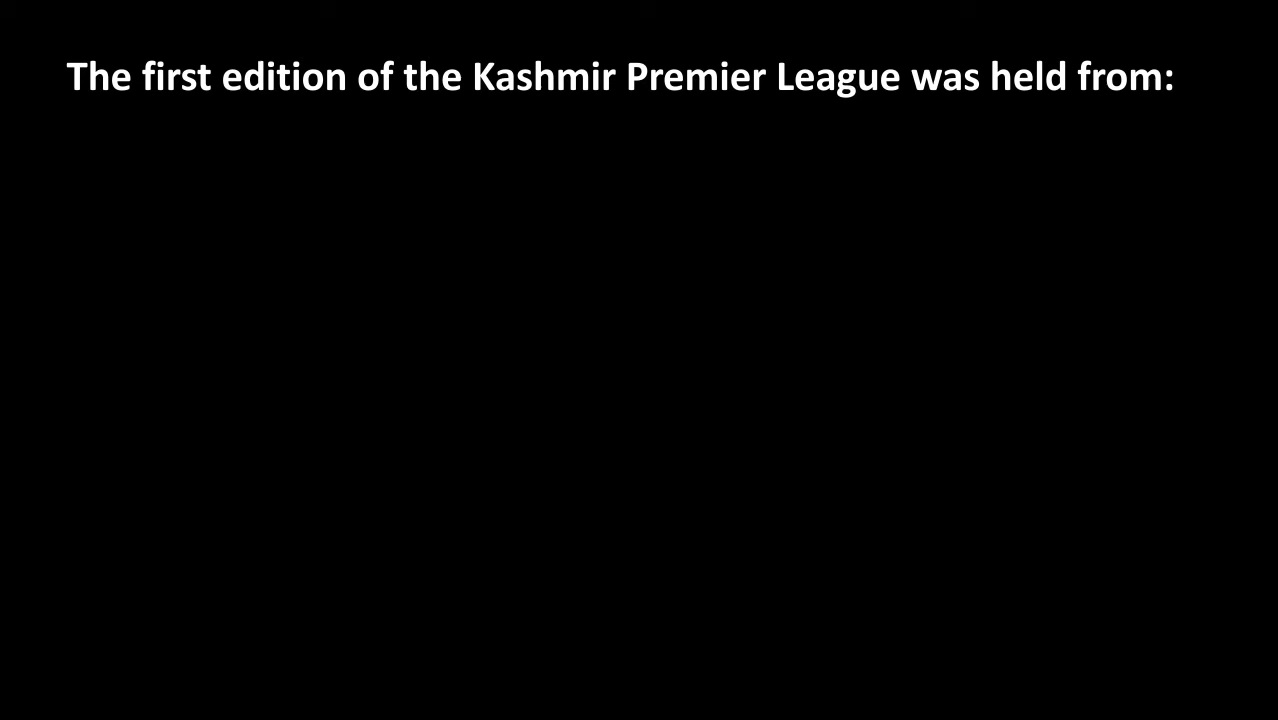 The first edition of the Kashmir Premier League was held from: